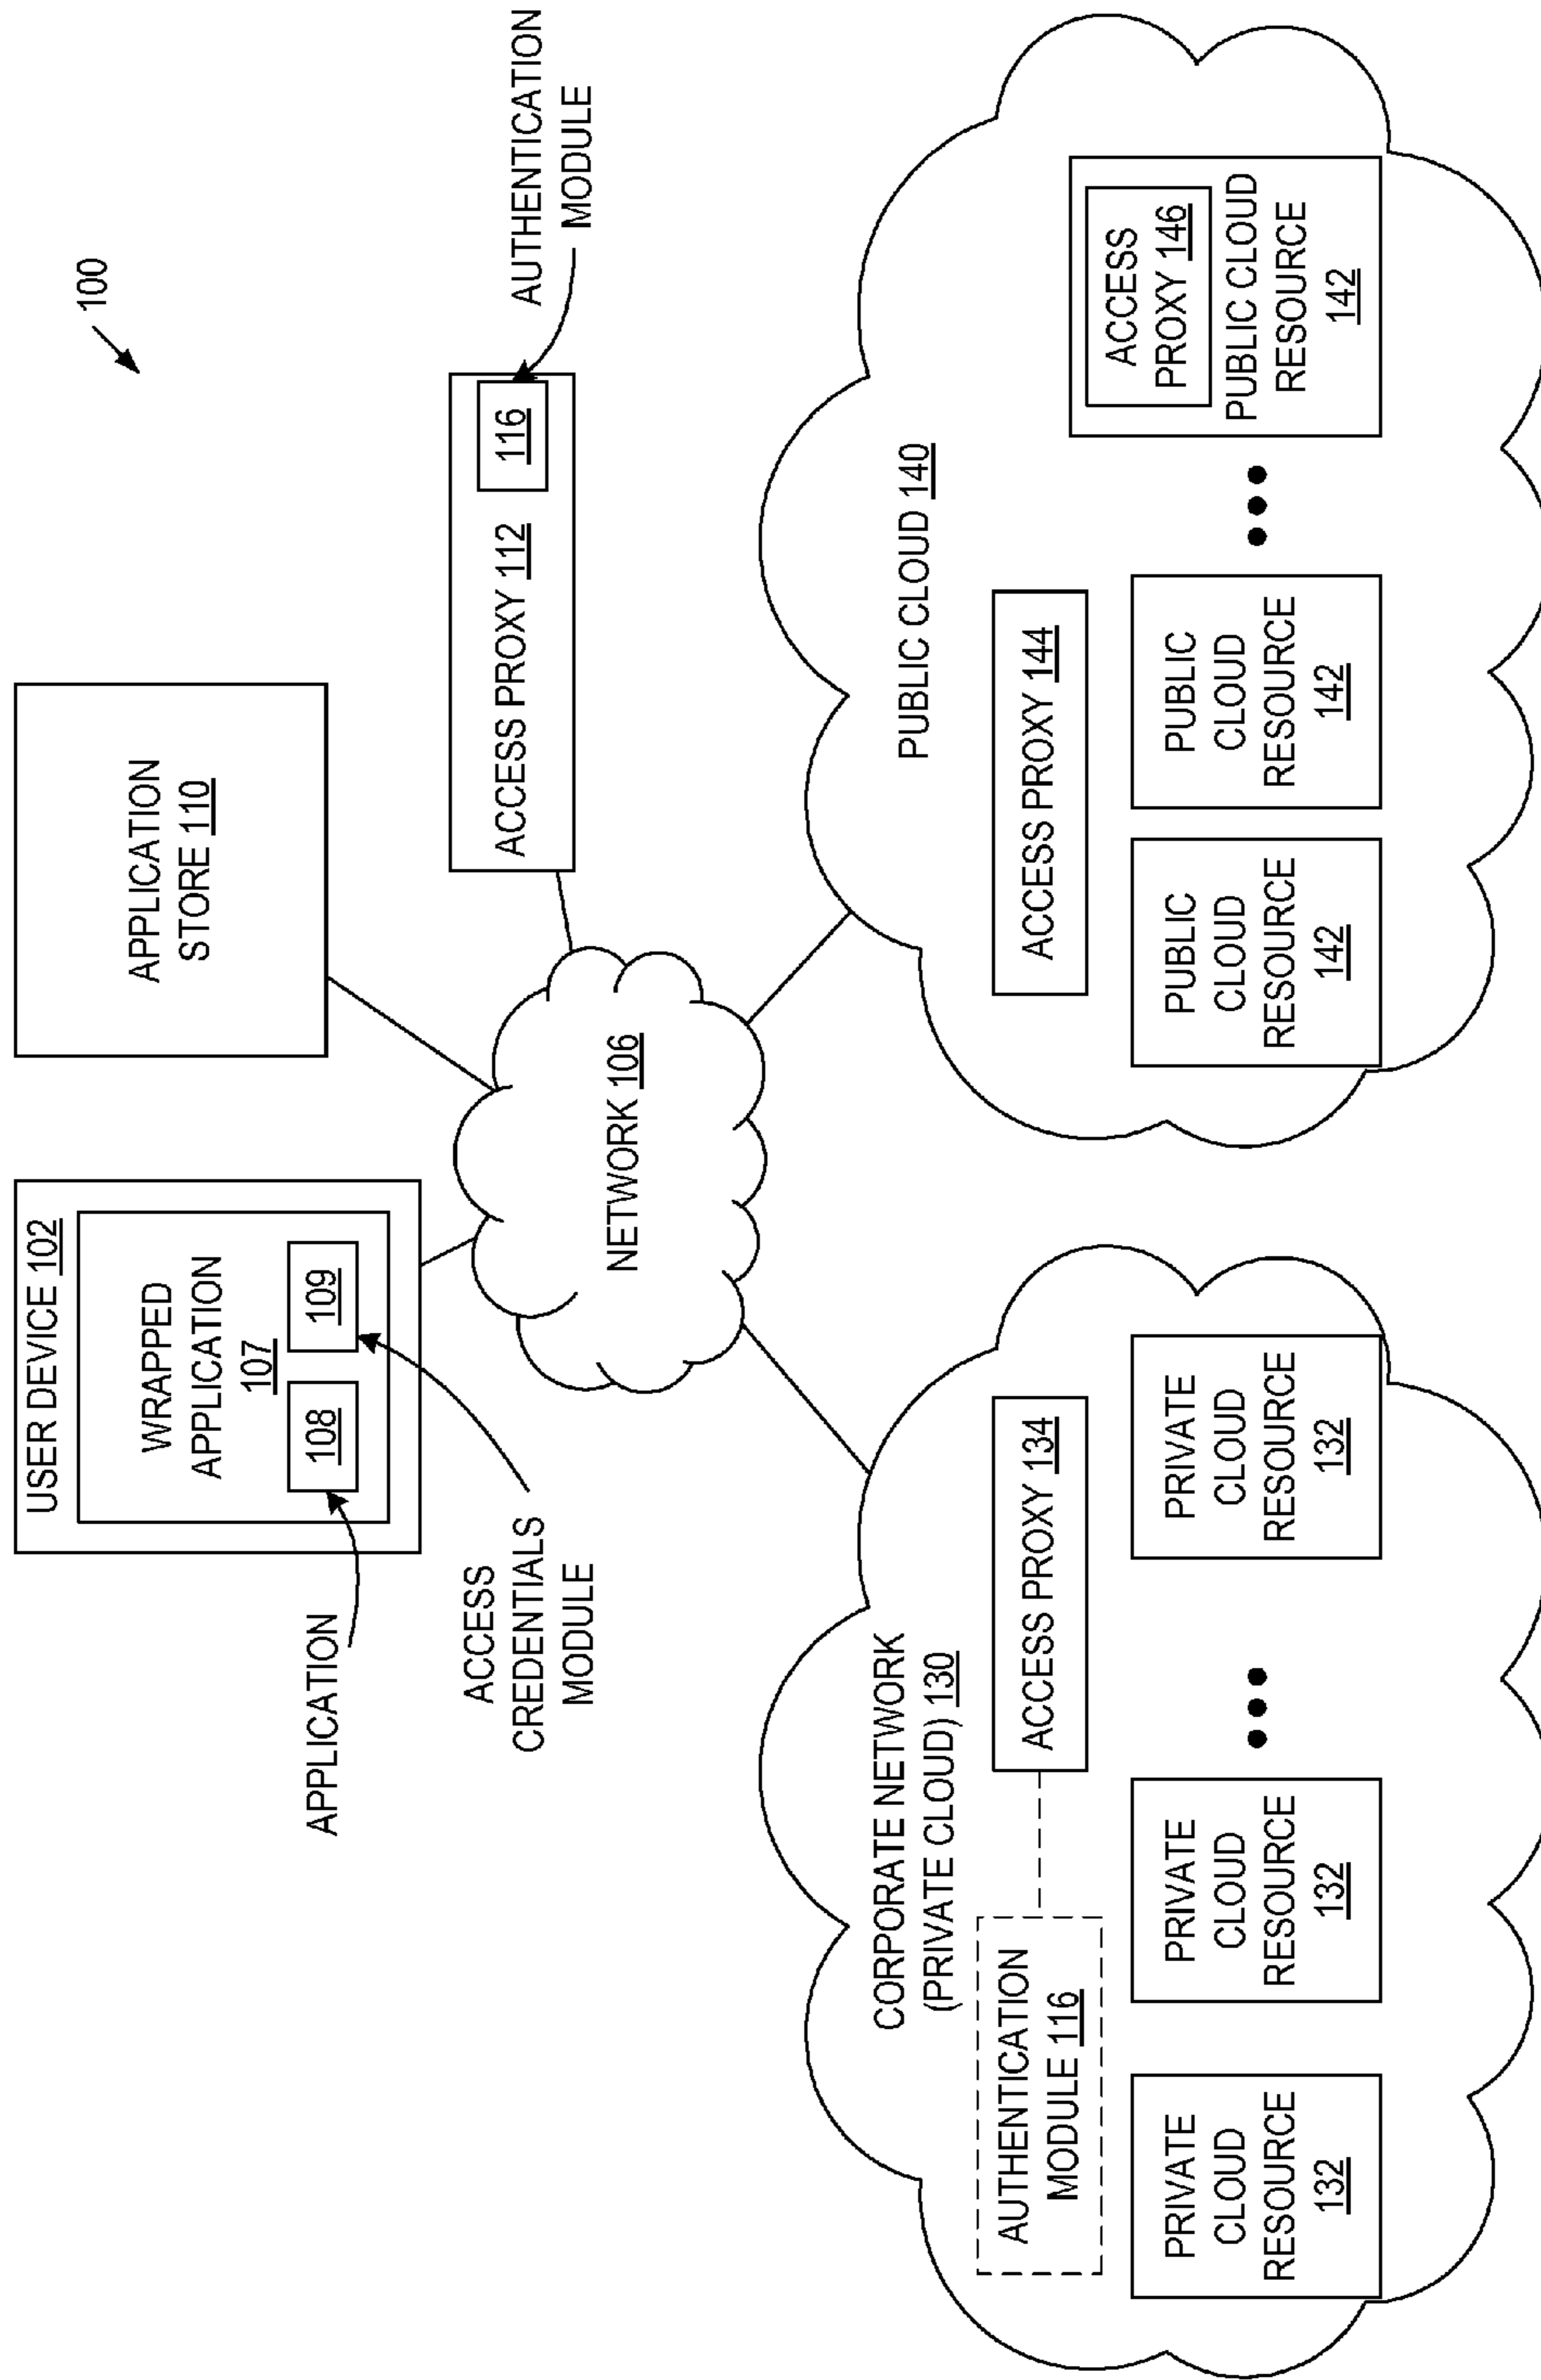 100
USER DEVICE 102
WRAPPED
APPLICATION
107
108
109
APPLICATION
ACCESS
CREDENTIALS
MODULE
APPLICATION
STORE 110
NETWORK 106
ACCESS PROXY 112
116
AUTHENTICATION
MODULE
CORPORATE NETWORK
(PRIVATE CLOUD) 130
AUTHENTICATION
MODULE 116
ACCESS PROXY 134
PRIVATE
CLOUD
RESOURCE
132
PRIVATE
CLOUD
RESOURCE
132
PRIVATE
CLOUD
RESOURCE
132
PUBLIC CLOUD 140
ACCESS PROXY 144
PUBLIC
CLOUD
RESOURCE
142
PUBLIC
CLOUD
RESOURCE
142
ACCESS
PROXY 146
PUBLIC CLOUD
RESOURCE
142